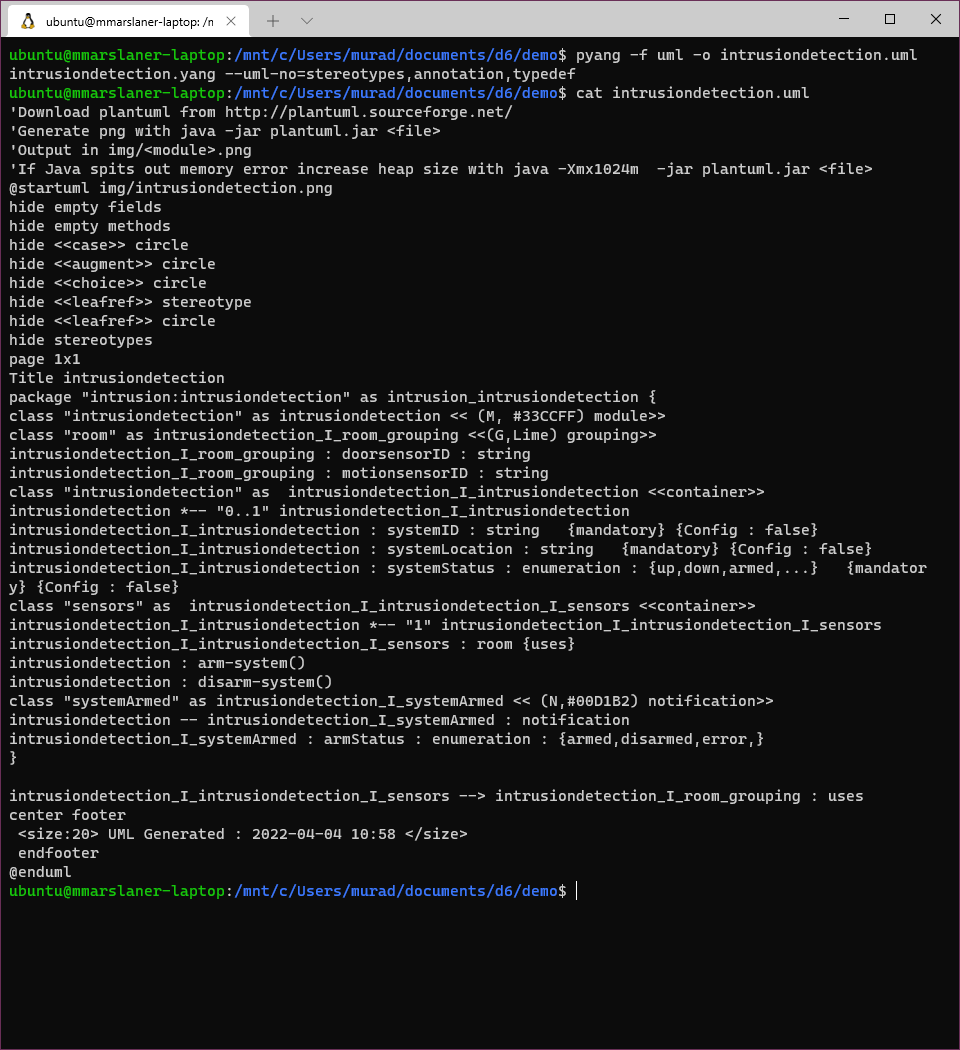 ubuntu@mmarslaner-laptop: /n
ubuntu@mmarslaner-laptop:/mnt/c/Users/murad/documents/d6/demo$ pyang -f uml -o intrusiondetection.uml
intrusiondetection.yang --uml-no=stereotypes,annotation,typedef
ubuntu@mmarslaner-laptop:/mnt/c/Users/murad/documents/d6/demo$ cat intrusiondetection.uml
'Download plantuml from http://plantuml.sourceforge.net/
'Generate png with java -jar plantuml.jar <file>
'Output in img/<module>.png
'If Java spits out memory error increase heap size with java -Xmx1024m  -jar plantuml.jar <file>
@startuml img/intrusiondetection.png
hide empty fields
hide empty methods
hide <<case>> circle
hide <<augment>> circle
hide <<choice>> circle
hide <<leafref>> stereotype
hide <<leafref>> circle
hide stereotypes
page 1x1
Title intrusiondetection
package "intrusion:intrusiondetection" as intrusion_intrusiondetection {
class "intrusiondetection" as intrusiondetection << (M, #33CCFF) module>>
class "room" as intrusiondetection_I_room_grouping <<(G,Lime) grouping>>
intrusiondetection_I_room_grouping : doorsensorID : string
intrusiondetection_I_room_grouping : motionsensorID : string
class "intrusiondetection" as  intrusiondetection_I_intrusiondetection <<container>>
intrusiondetection *-- "0..1" intrusiondetection_I_intrusiondetection
intrusiondetection_I_intrusiondetection : systemID : string   {mandatory} {Config : false}
intrusiondetection_I_intrusiondetection : systemLocation : string   {mandatory} {Config : false}
intrusiondetection_I_intrusiondetection : systemStatus : enumeration : {up,down,armed,...}   {mandator
y} {Config : false}
class "sensors" as  intrusiondetection_I_intrusiondetection_I_sensors <<container>>
intrusiondetection_I_intrusiondetection *-- "1" intrusiondetection_I_intrusiondetection_I_sensors
intrusiondetection_I_intrusiondetection_I_sensors : room {uses}
intrusiondetection : arm-system()
intrusiondetection : disarm-system()
class "systemArmed" as intrusiondetection_I_systemArmed << (N,#00D1B2) notification>>
intrusiondetection -- intrusiondetection_I_systemArmed : notification
intrusiondetection_I_systemArmed : armStatus : enumeration : {armed,disarmed,error,}
}
intrusiondetection_I_intrusiondetection_I_sensors --> intrusiondetection_I_room_grouping : uses
center footer
 <size:20> UML Generated : 2022-04-04 10:58 </size>
 endfooter
@enduml
ubuntu@mmarslaner-laptop:/mnt/c/Users/murad/documents/d6/demo$